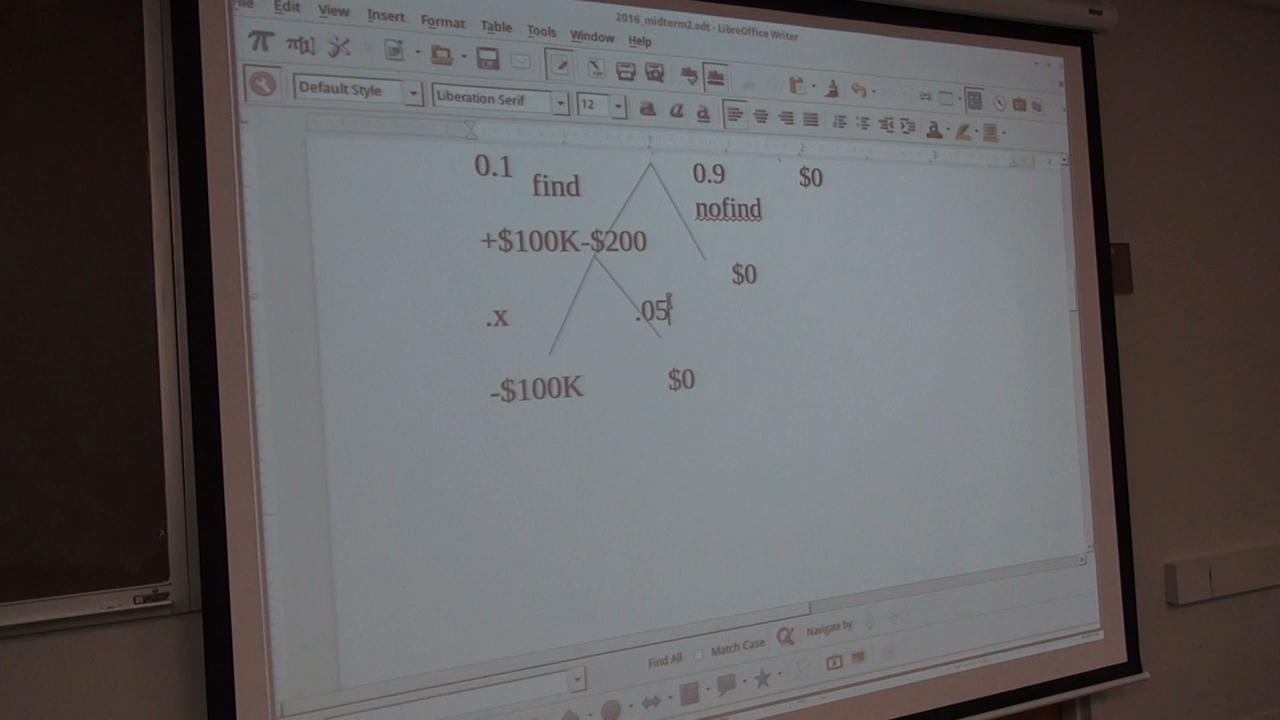 2016_midterm2.odt - LibreOffice Writer
Edit View Insert Format Table Tools Window Help
Default Style Liberation Serif 12
0.1 find 0.9 $0
nofind
+$100K-$200
$0
.x .05
-$100K $0
Find All Match Case Navigate by